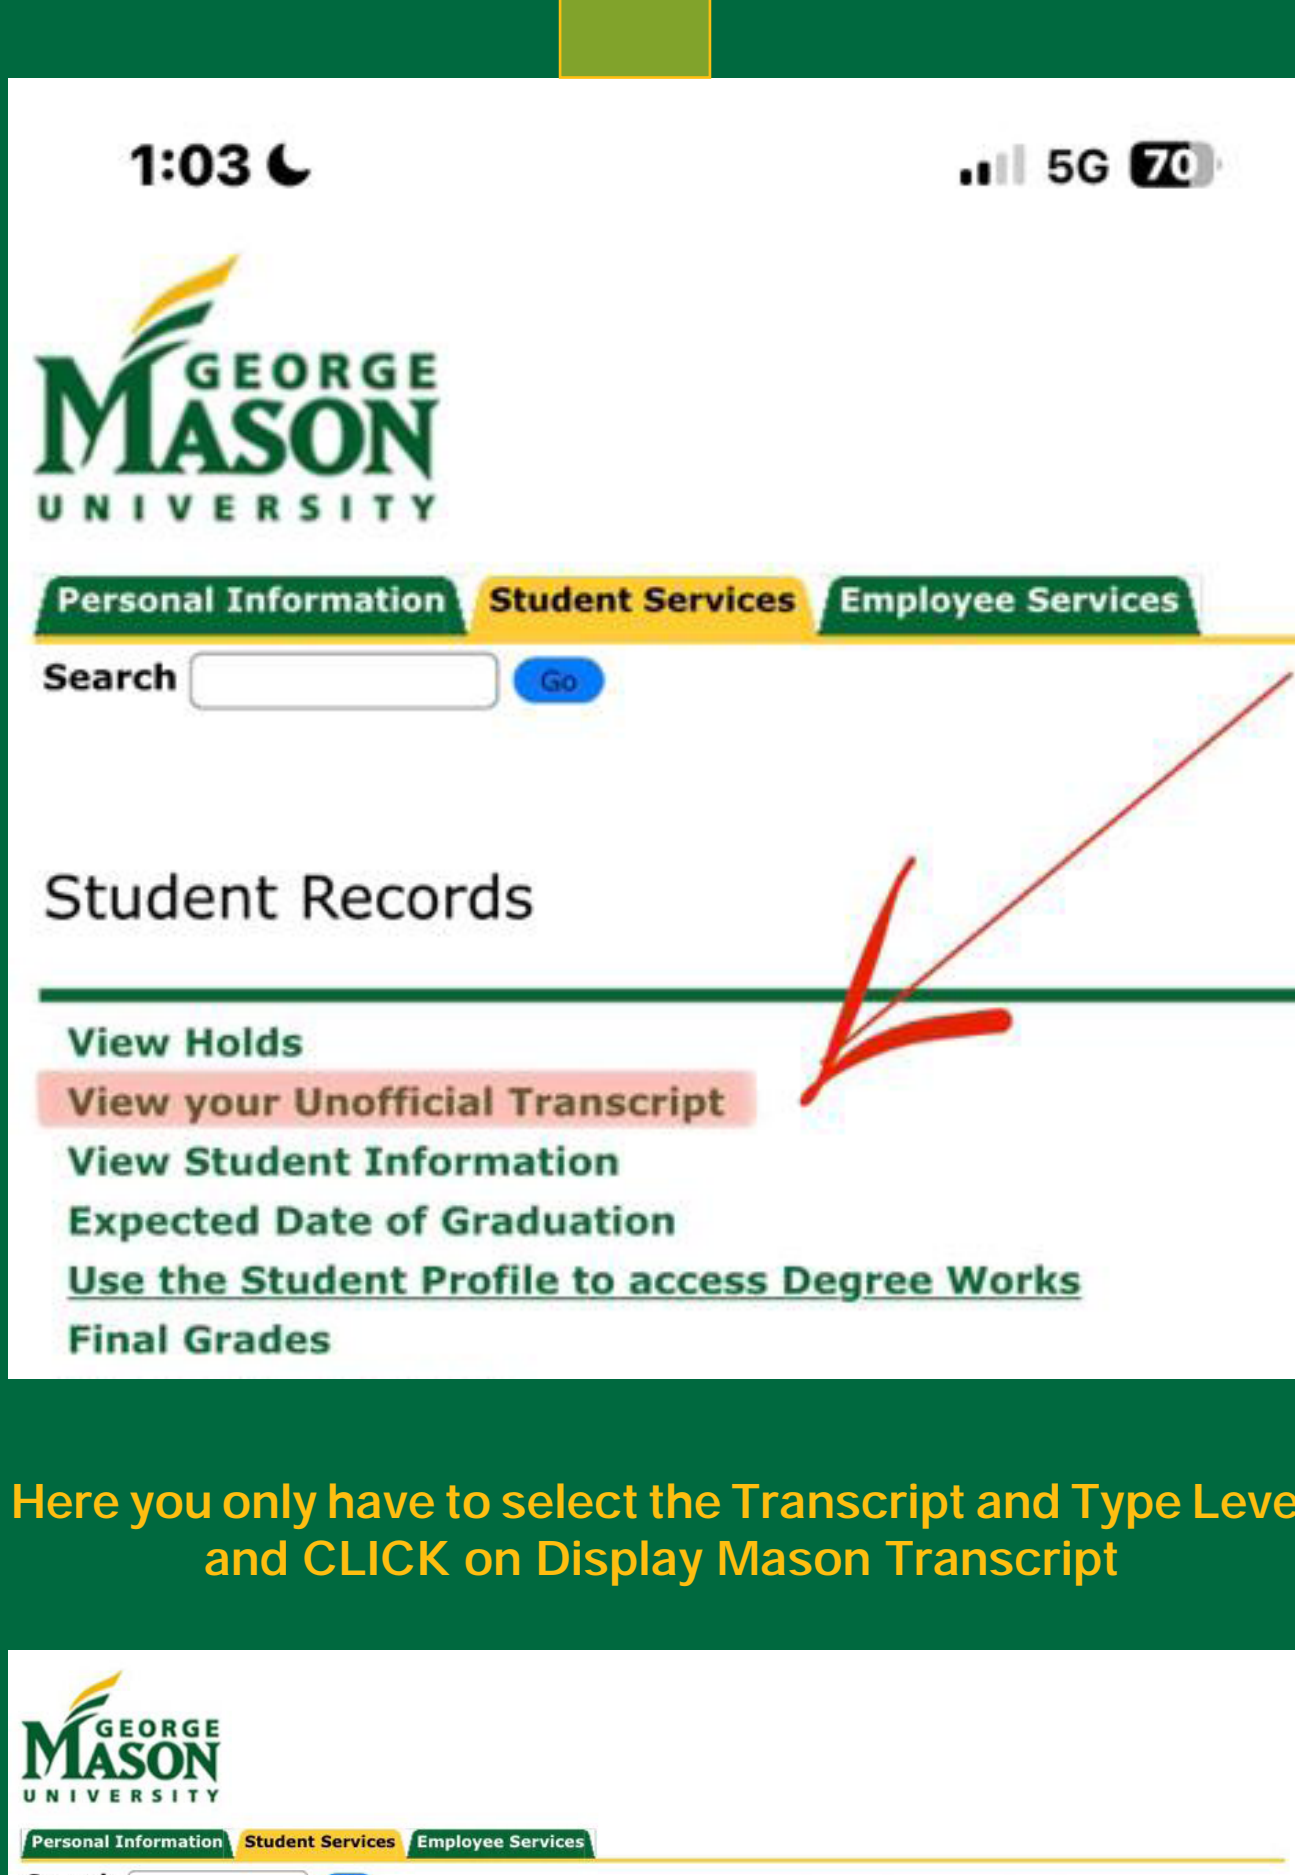 1:03
5G 70
GEORGE
MASON
UNIVERSITY
Personal Information Student Services Employee Services
Search Go
Student Records
View Holds
View your Unofficial Transcript
View Student Information
Expected Date of Graduation
Use the Student Profile to access Degree Works
Final Grades
Here you only have to select the Transcript and Type Leve
and CLICK on Display Mason Transcript
GEORGE
MASON
UNIVERSITY
Personal Information Student Services Employee Services